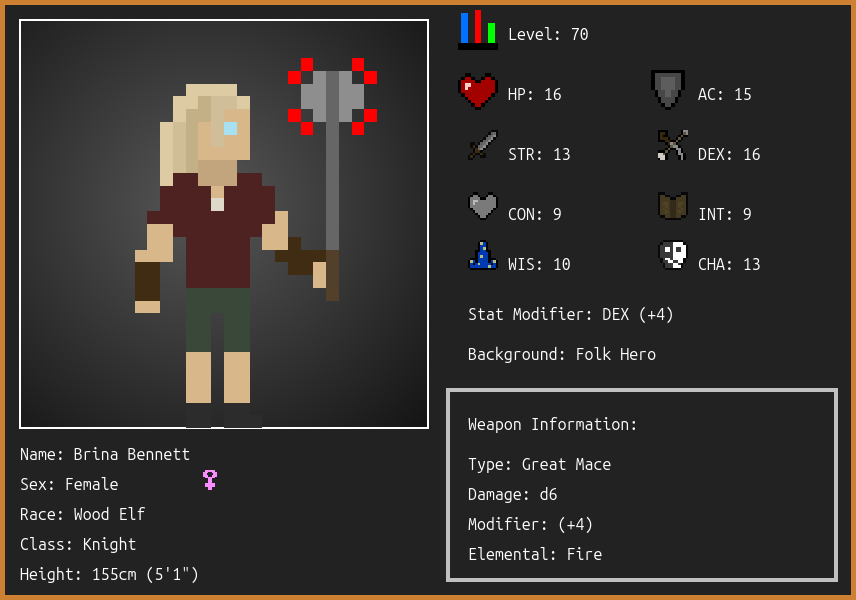 Level: 70
HP: 16
AC: 15
STR: 13
DEX: 16
CON: 9
INT: 9
WIS: 10
CHA: 13
Stat Modifier: DEX (+4)
Background: Folk Hero
Weapon Information:
Type: Great Mace
Damage: d6
Modifier: (+4)
Elemental: Fire
Name: Brina Bennett
Sex: Female
Race: Wood Elf
Class: Knight
Height: 155cm (5'1")